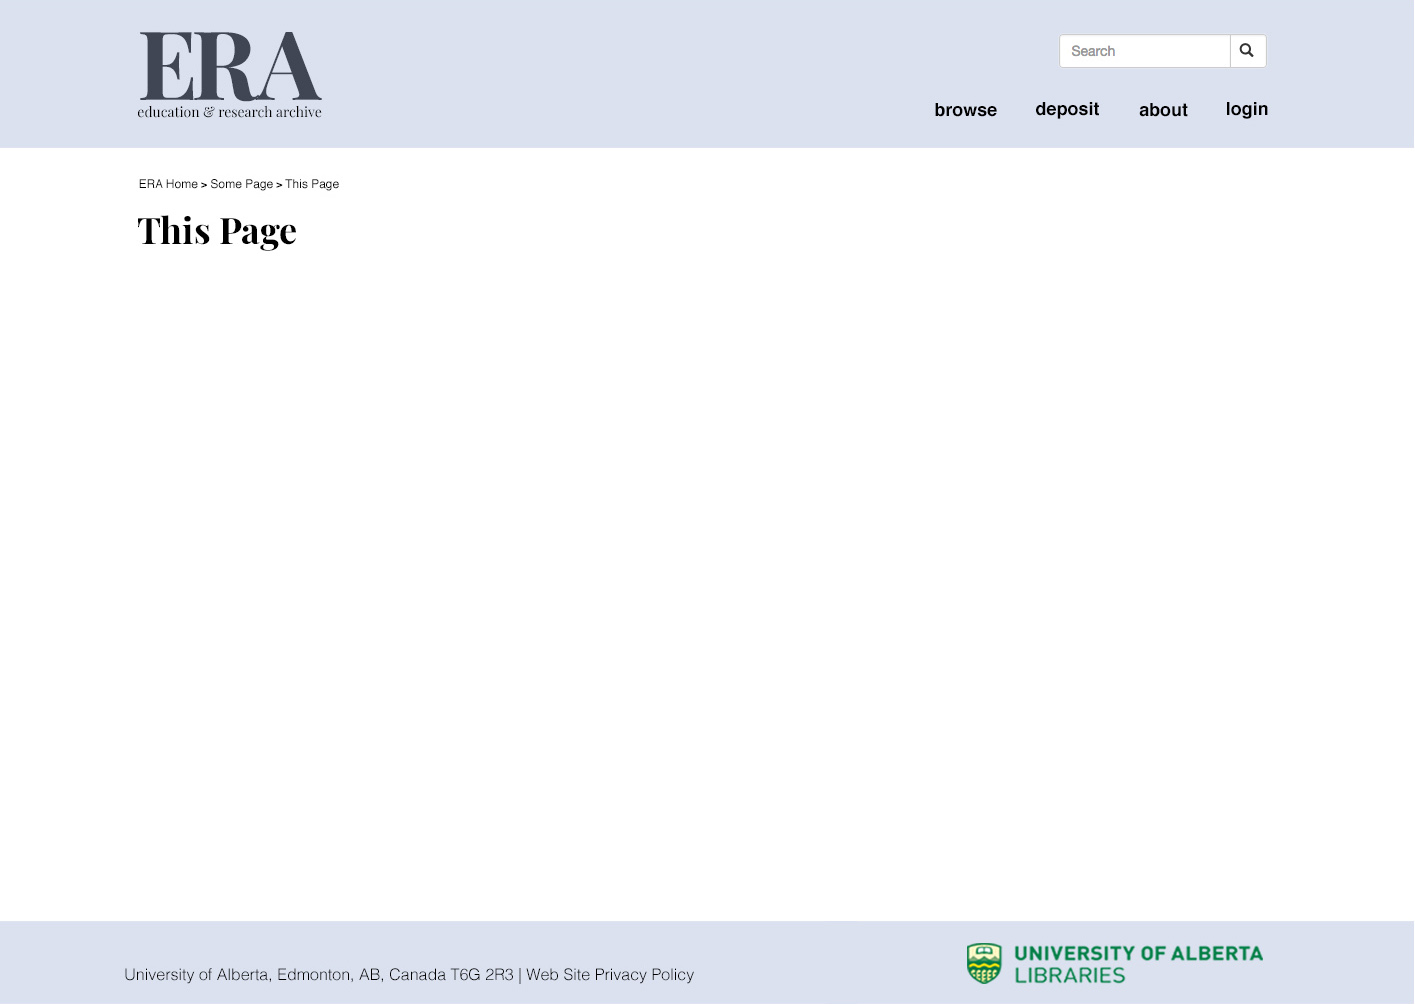 ERA
education & research archive
Search
browse deposit about login
ERA Home > Some Page > This Page
This Page
University of Alberta, Edmonton, AB, Canada T6G 2R3 | Web Site Privacy Policy
UNIVERSITY OF ALBERTA
LIBRARIES